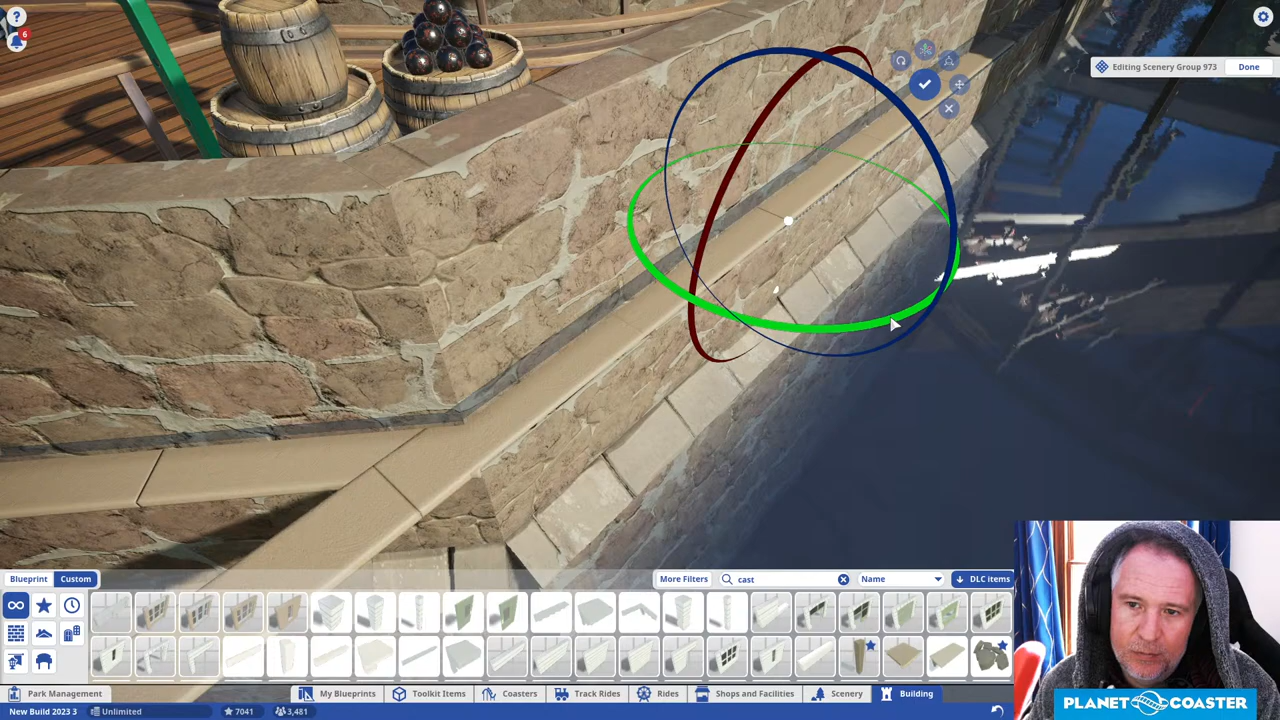 ?
6
Editing Scenery Group 973
Done
Blueprint
Custom
More Filters
cast
Name
DLC items
Park Management
My Blueprints
Toolkit Items
Coasters
Track Rides
Rides
Shops and Facilities
Scenery
Building
New Build 2023 3
Unlimited
7041
3,481
PLANET COASTER